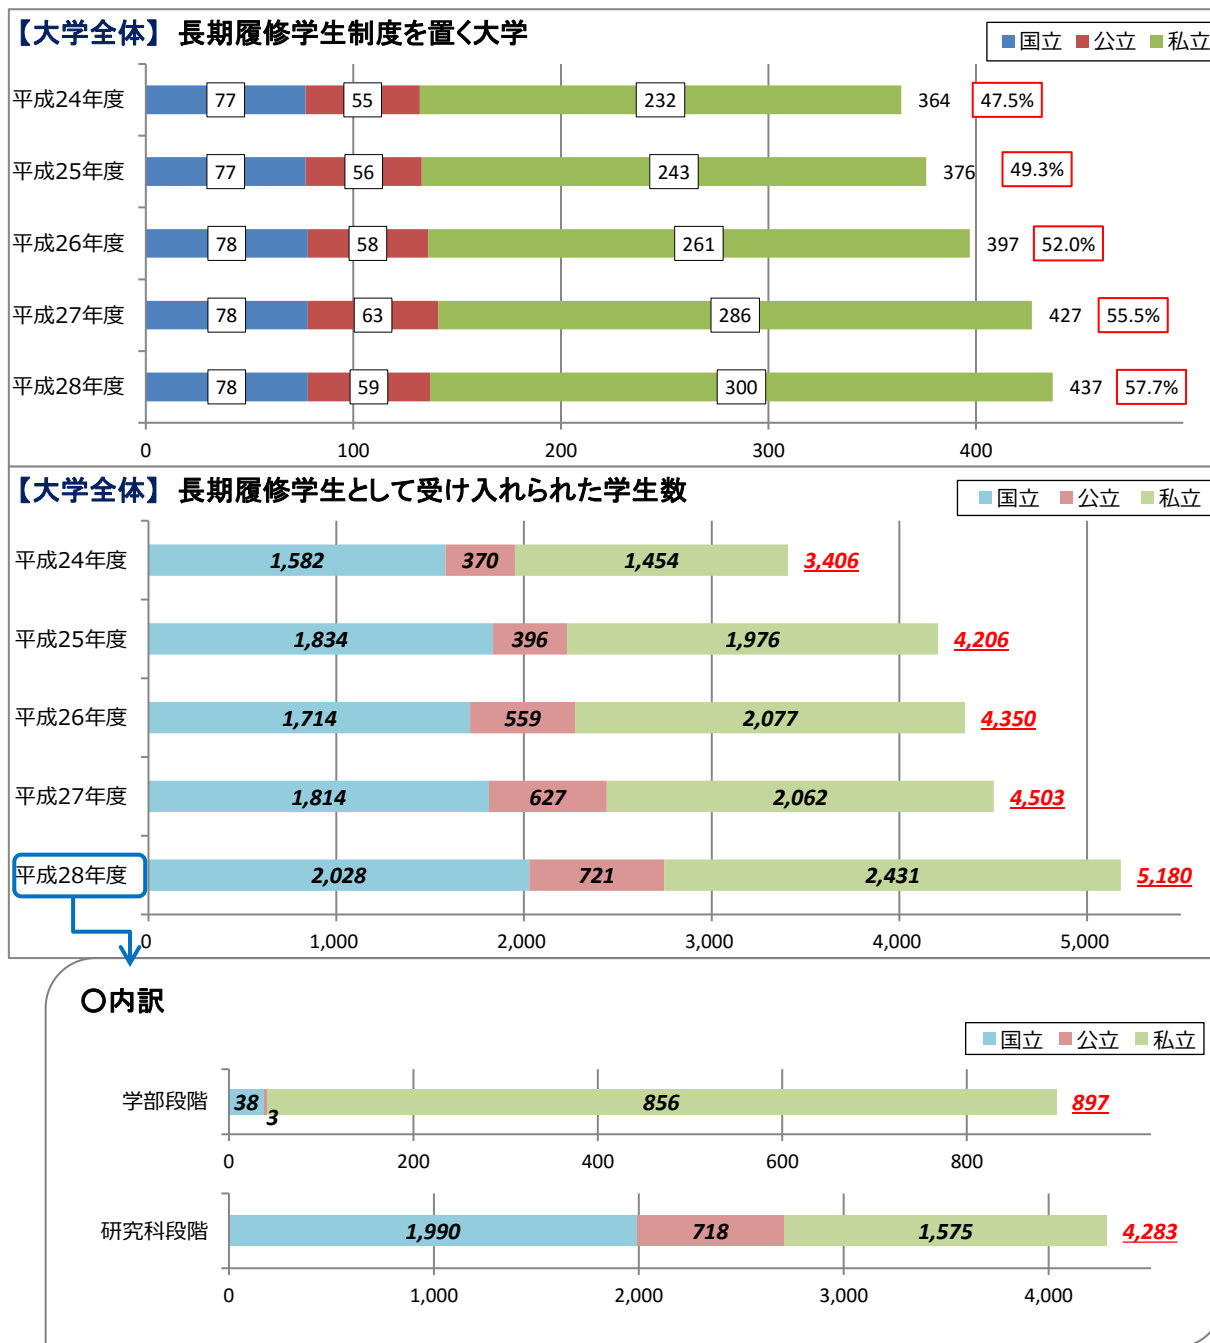 【大学全体】 長期履修学生制度を置く大学
国立 公立 私立
平成24年度 77 55 232 364 47.5%
平成25年度 77 56 243 376 49.3%
平成26年度 78 58 261 397 52.0%
平成27年度 78 63 286 427 55.5%
平成28年度 78 59 300 437 57.7%
0 100 200 300 400
【大学全体】 長期履修学生として受け入れられた学生数
国立 公立 私立
平成24年度 1,582 370 1,454 3,406
平成25年度 1,834 396 1,976 4,206
平成26年度 1,714 559 2,077 4,350
平成27年度 1,814 627 2,062 4,503
平成28年度 2,028 721 2,431 5,180
0 1,000 2,000 3,000 4,000 5,000
○内訳
国立 公立 私立
学部段階 38 3 856 897
0 200 400 600 800
研究科段階 1,990 718 1,575 4,283
0 1,000 2,000 3,000 4,000